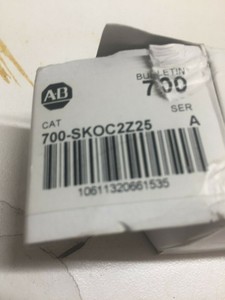 AB
BULLETIN
700
CAT
SER
700-SKOC2Z25
A
10611320661535